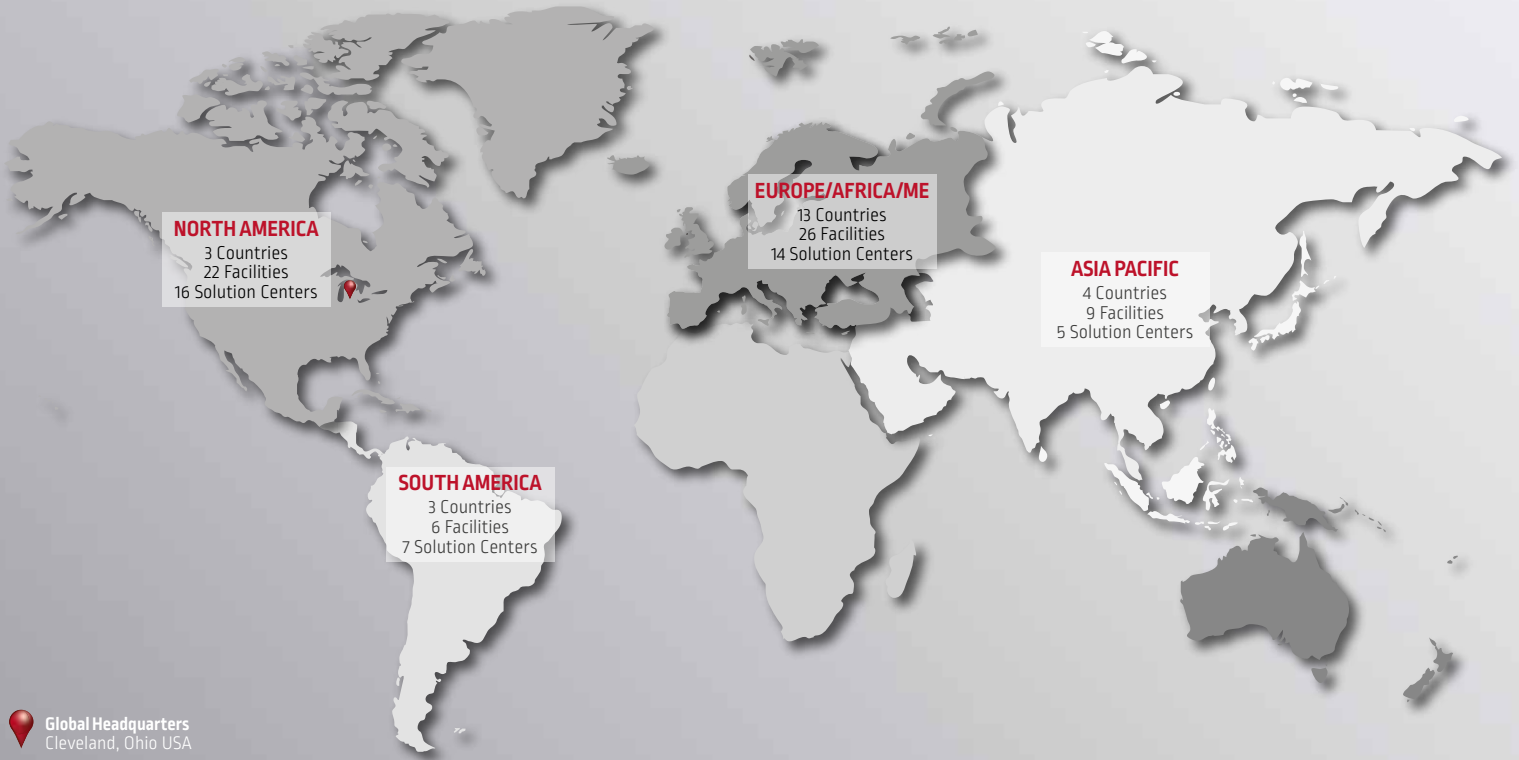 NORTH AMERICA
3 Countries
22 Facilities
16 Solution Centers
EUROPE/AFRICA/ME
13 Countries
26 Facilities
14 Solution Centers
ASIA PACIFIC
4 Countries
9 Facilities
5 Solution Centers
SOUTH AMERICA
3 Countries
6 Facilities
7 Solution Centers
Global Headquarters
Cleveland, Ohio USA